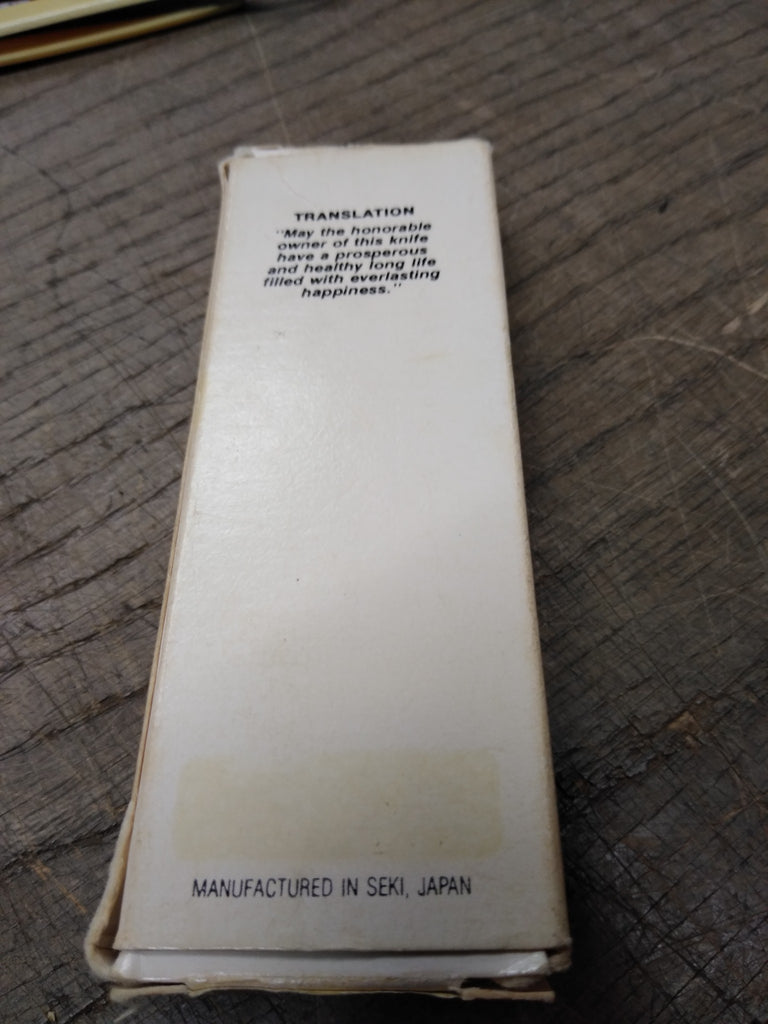 TRANSLATION
"May the honorable
owner of this knife
have a prosperous
and healthy long life
filled with everlasting
happiness."
MANUFACTURED IN SEKI, JAPAN